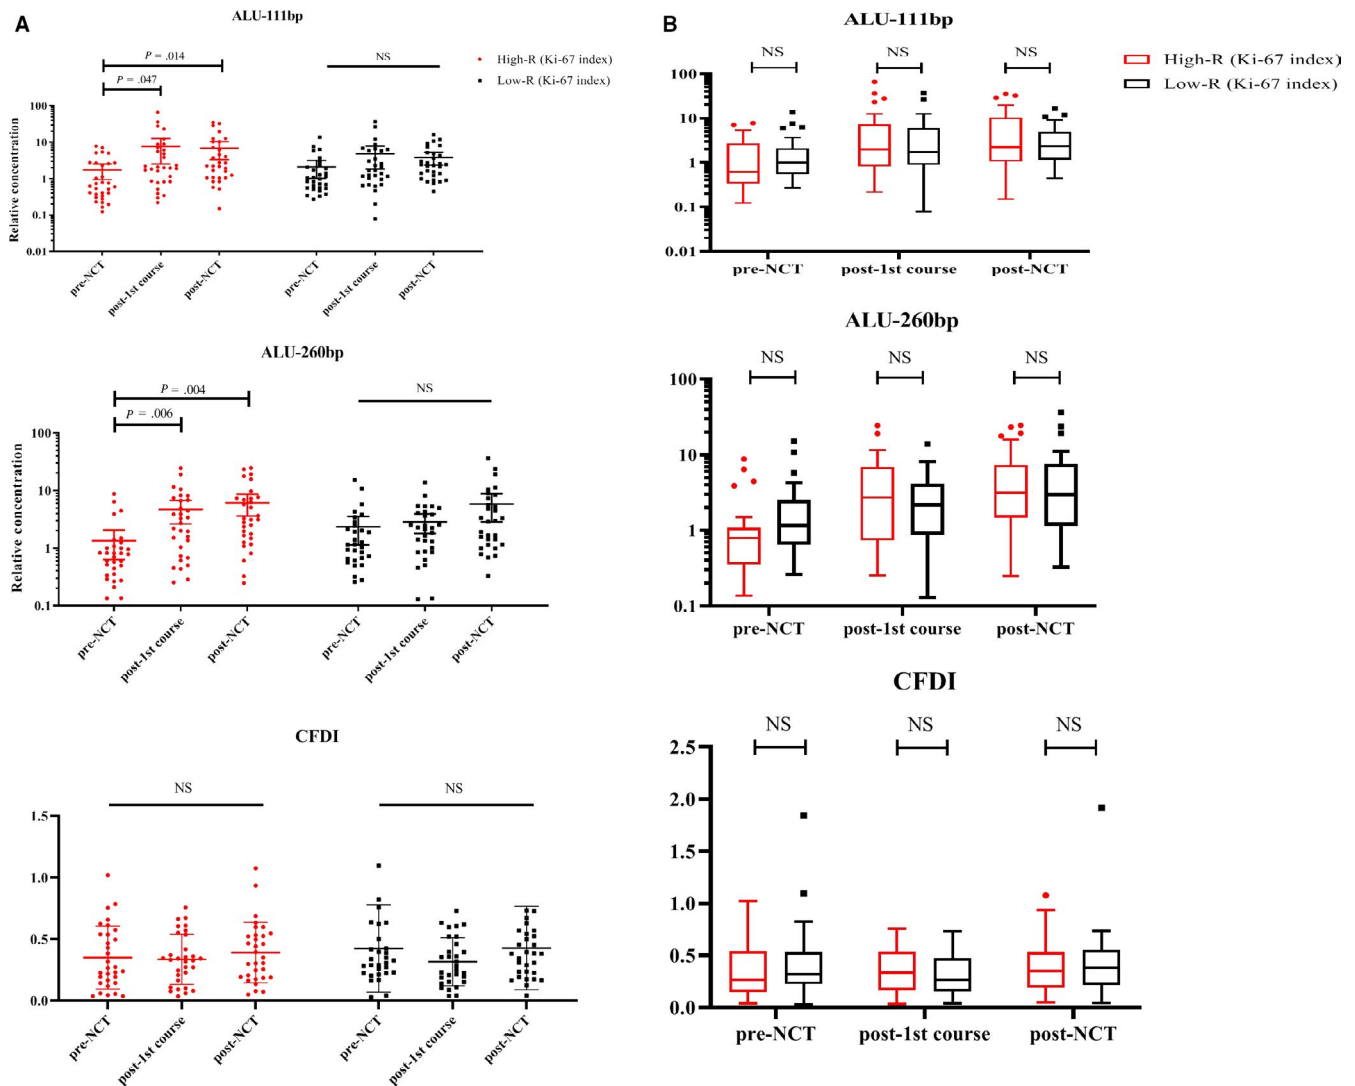 A
ALU-111bp
P = .014
NS
P = .047
High-R (Ki-67 index)
Low-R (Ki-67 index)
Relative concentration
100
10
1
0.1
0.01
pre-NCT
post-1st course
post-NCT
pre-NCT
post-1st course
post-NCT
ALU-260bp
P = .004
NS
P = .006
Relative concentration
100
10
1
0.1
pre-NCT
post-1st course
post-NCT
pre-NCT
post-1st course
post-NCT
CFDI
NS
NS
1.5
1.0
0.5
0.0
pre-NCT
post-1st course
post-NCT
pre-NCT
post-1st course
post-NCT
B
ALU-111bp
NS
NS
NS
High-R (Ki-67 index)
Low-R (Ki-67 index)
100
10
1
0.1
0.01
pre-NCT
post-1st course
post-NCT
ALU-260bp
NS
NS
NS
100
10
1
0.1
pre-NCT
post-1st course
post-NCT
CFDI
NS
NS
NS
2.5
2.0
1.5
1.0
0.5
0.0
pre-NCT
post-1st course
post-NCT